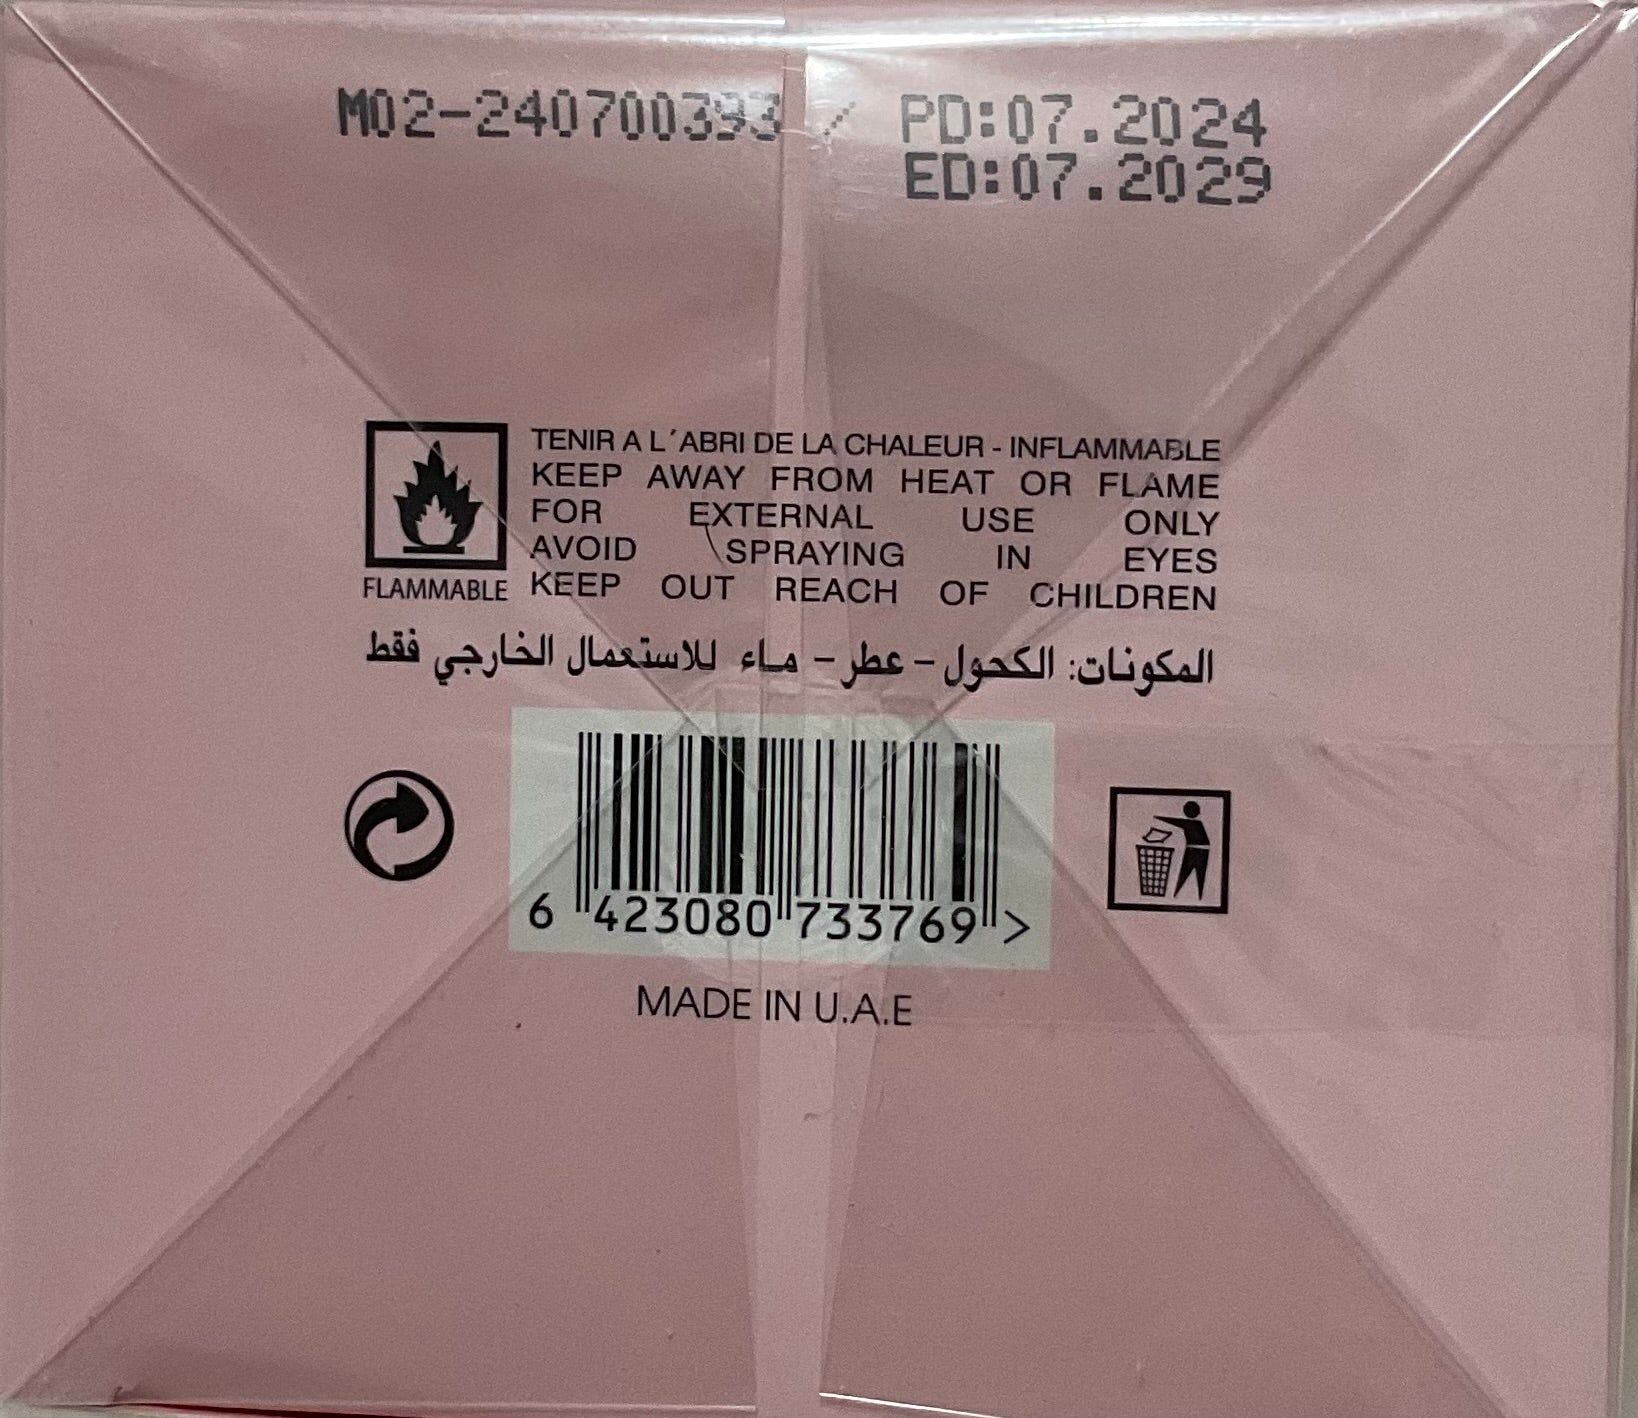 M02-240700393 / PD:07.2024
ED:07.2029
TENIR A L´ABRI DE LA CHALEUR - INFLAMMABLE
KEEP AWAY FROM HEAT OR FLAME
FOR EXTERNAL USE ONLY
AVOID SPRAYING IN EYES
KEEP OUT REACH OF CHILDREN
FLAMMABLE
المكونات: الكحول - عطر - ماء للاستعمال الخارجي فقط
6 423080 733769 >
MADE IN U.A.E